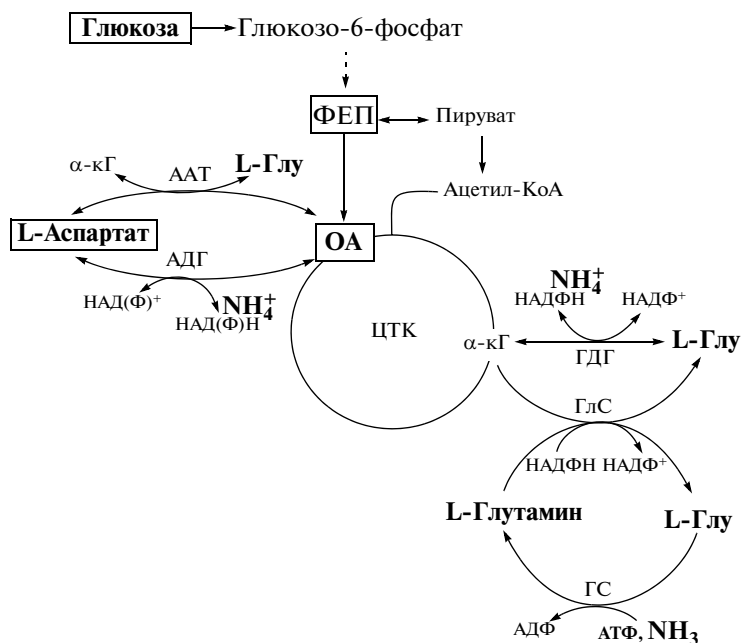 Глюкоза Глюкозо-6-фосфат
ФЕП Пируват
α-кГ ААТ L-Глу
Ацетил-КоА
L-Аспартат ОА
АДГ
НАД(Ф)⁺ NH₄⁺
НАД(Ф)Н
ЦТК
NH₄⁺
НАДФН НАДФ⁺
α-кГ L-Глу
ГДГ
ГлС
НАДФН НАДФ⁺
L-Глутамин L-Глу
ГС
АДФ АТФ, NH₃